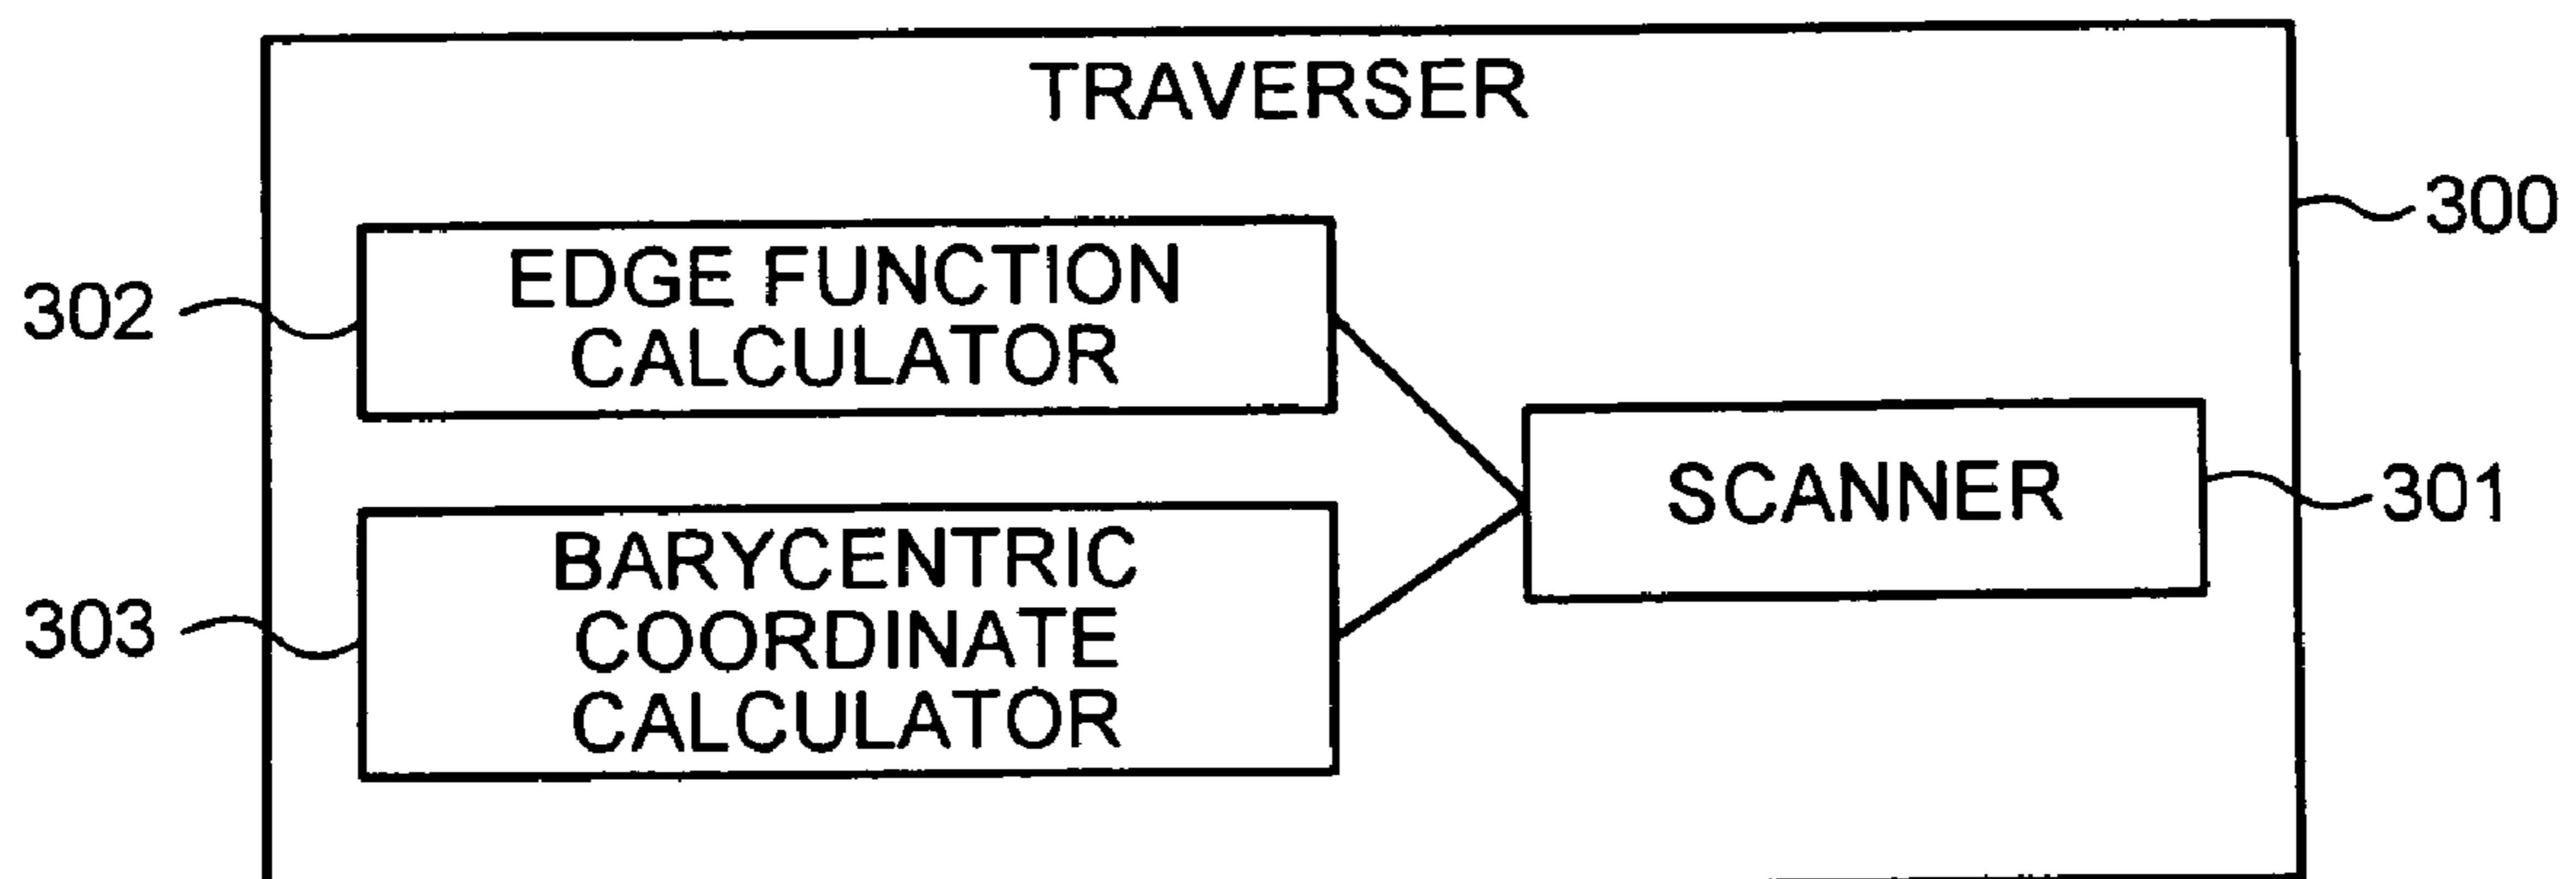 TRAVERSER
300
302
EDGE FUNCTION
CALCULATOR
SCANNER
301
303
BARYCENTRIC
COORDINATE
CALCULATOR